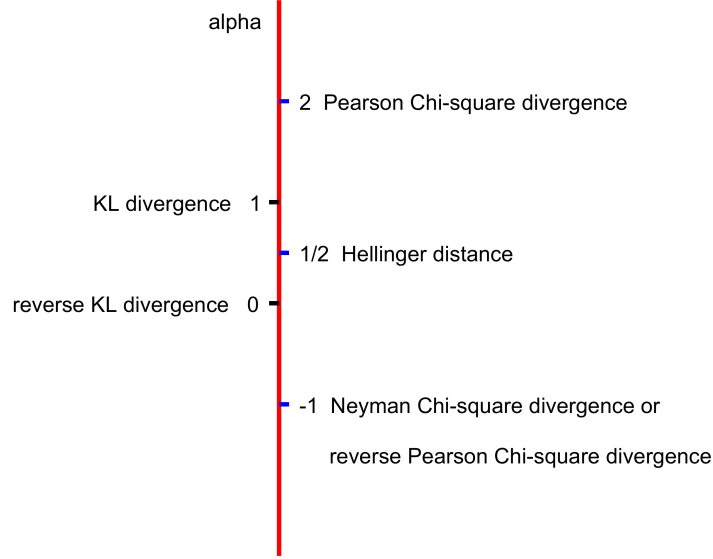 alpha
2 Pearson Chi-square divergence
KL divergence 1
1/2 Hellinger distance
reverse KL divergence 0
-1 Neyman Chi-square divergence or
reverse Pearson Chi-square divergence